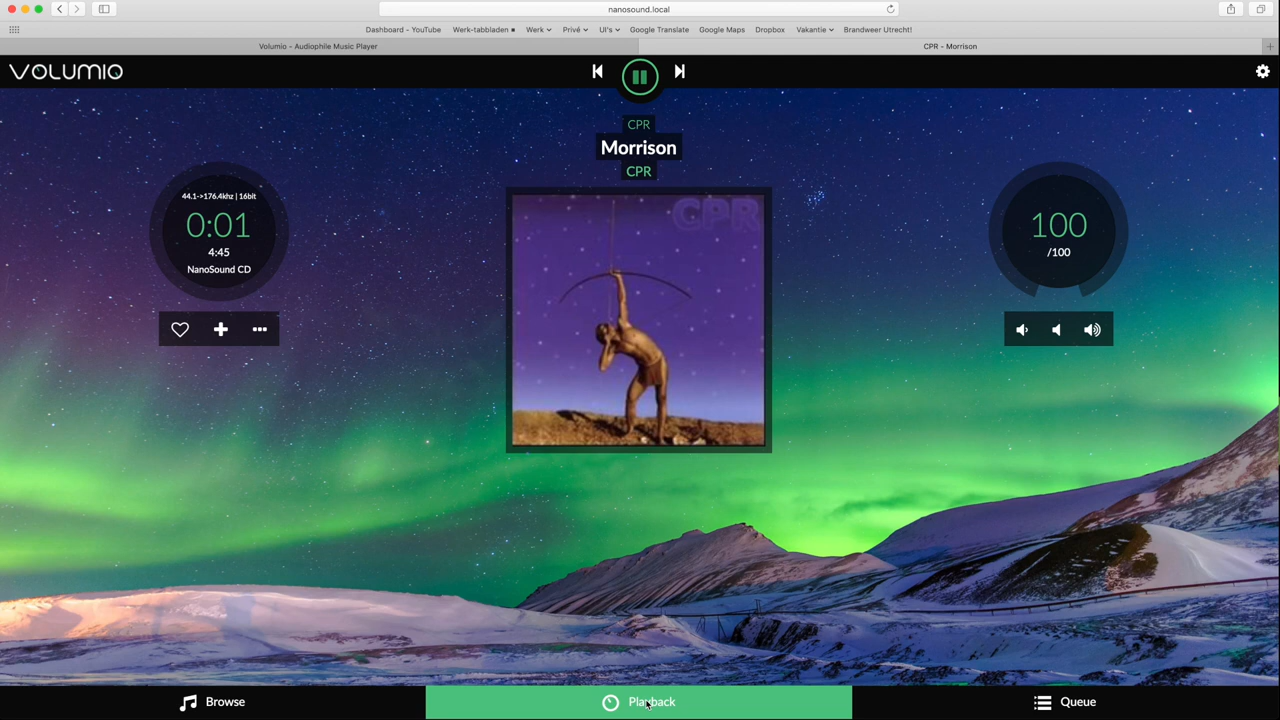 nanosound.local
Dashboard - YouTube Werk-tabbladen Werk Privé UI's Google Translate Google Maps Dropbox Vakantie Brandweer Utrecht!
Volumio - Audiophile Music Player
CPR - Morrison
VOLUMIO
CPR
Morrison
CPR
CPR
44.1->176.4khz | 16bit
0:01
4:45
NanoSound CD
100
/100
Browse
Playback
Queue